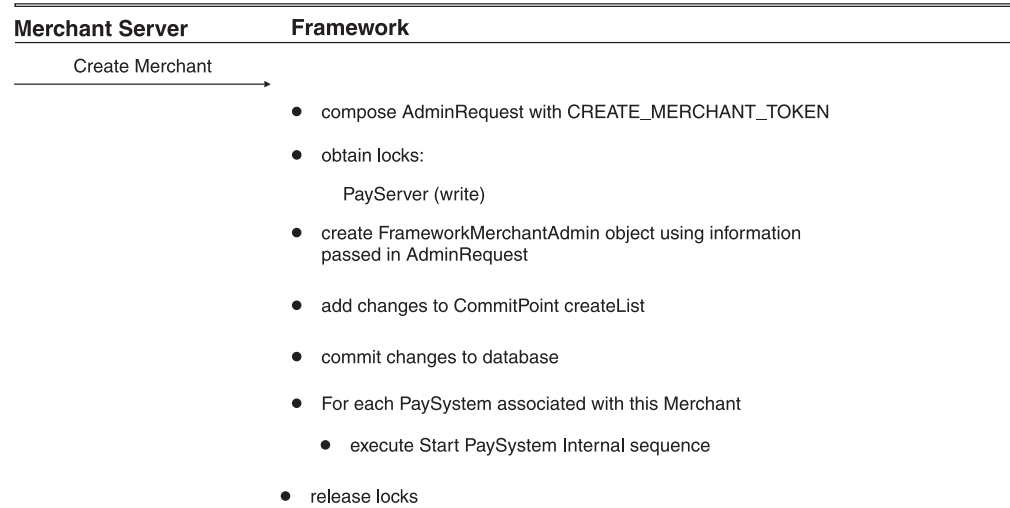 Merchant Server Framework
Create Merchant
compose AdminRequest with CREATE_MERCHANT_TOKEN
obtain locks:
PayServer (write)
create FrameworkMerchantAdmin object using information
passed in AdminRequest
add changes to CommitPoint createList
commit changes to database
For each PaySystem associated with this Merchant
execute Start PaySystem Internal sequence
release locks